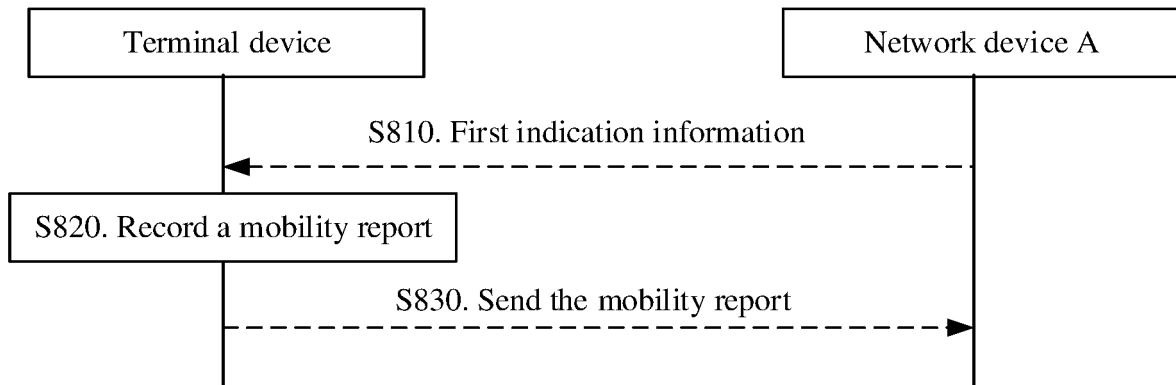 Terminal device
Network device A
S810. First indication information
S820. Record a mobility report
S830. Send the mobility report